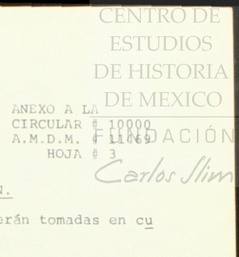 CENTRO DE
ESTUDIOS
DE HISTORIA
DE MEXICO
FUNDACIÓN
Carlos Slim
ANEXO A LA
CIRCULAR # 10000
A.M.D.M. # 11469
HOJA # 3
N.
erán tomadas en cu